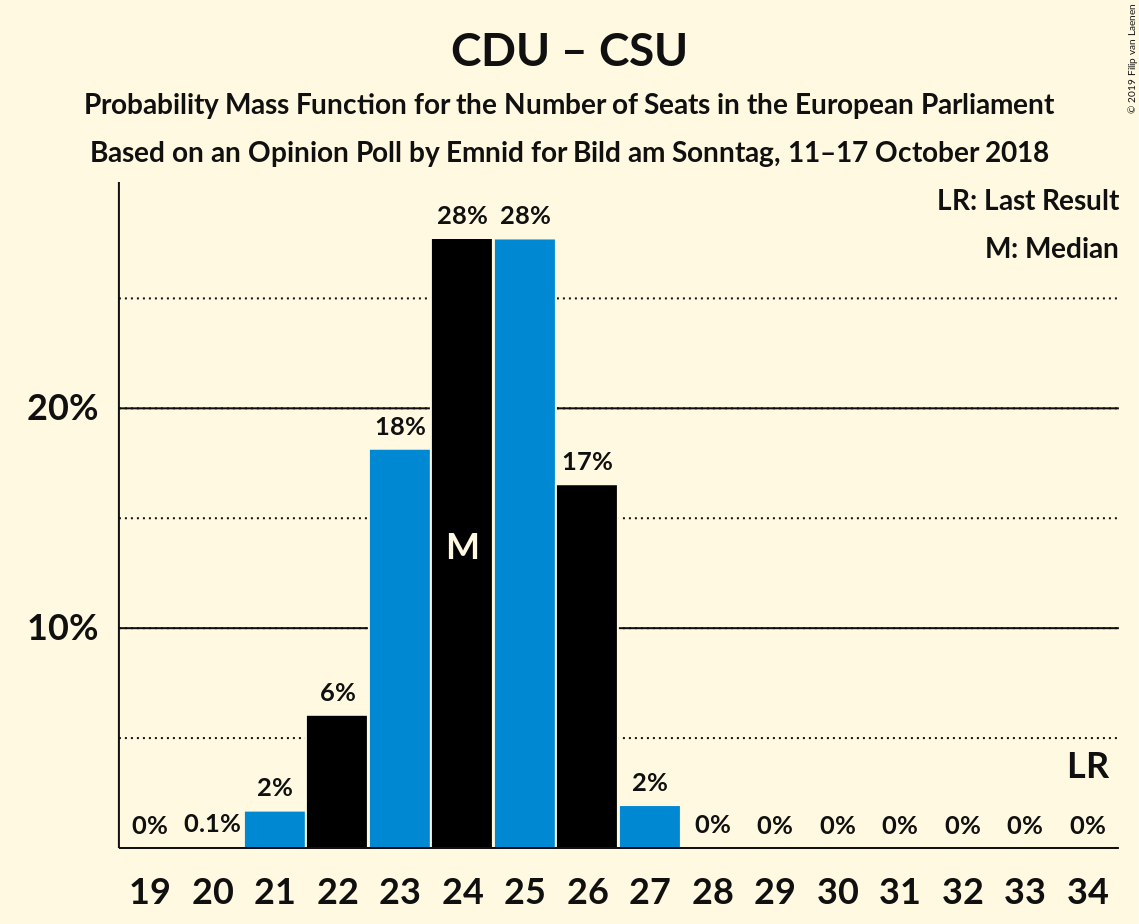 CDU – CSU
Probability Mass Function for the Number of Seats in the European Parliament
Based on an Opinion Poll by Emnid for Bild am Sonntag, 11–17 October 2018
© 2019 Filip van Laenen
LR: Last Result
M: Median
28% 28%
20%
18%
17%
M
10%
6%
LR
2% 2%
0% 0.1% 0% 0% 0% 0% 0% 0% 0%
19 20 21 22 23 24 25 26 27 28 29 30 31 32 33 34